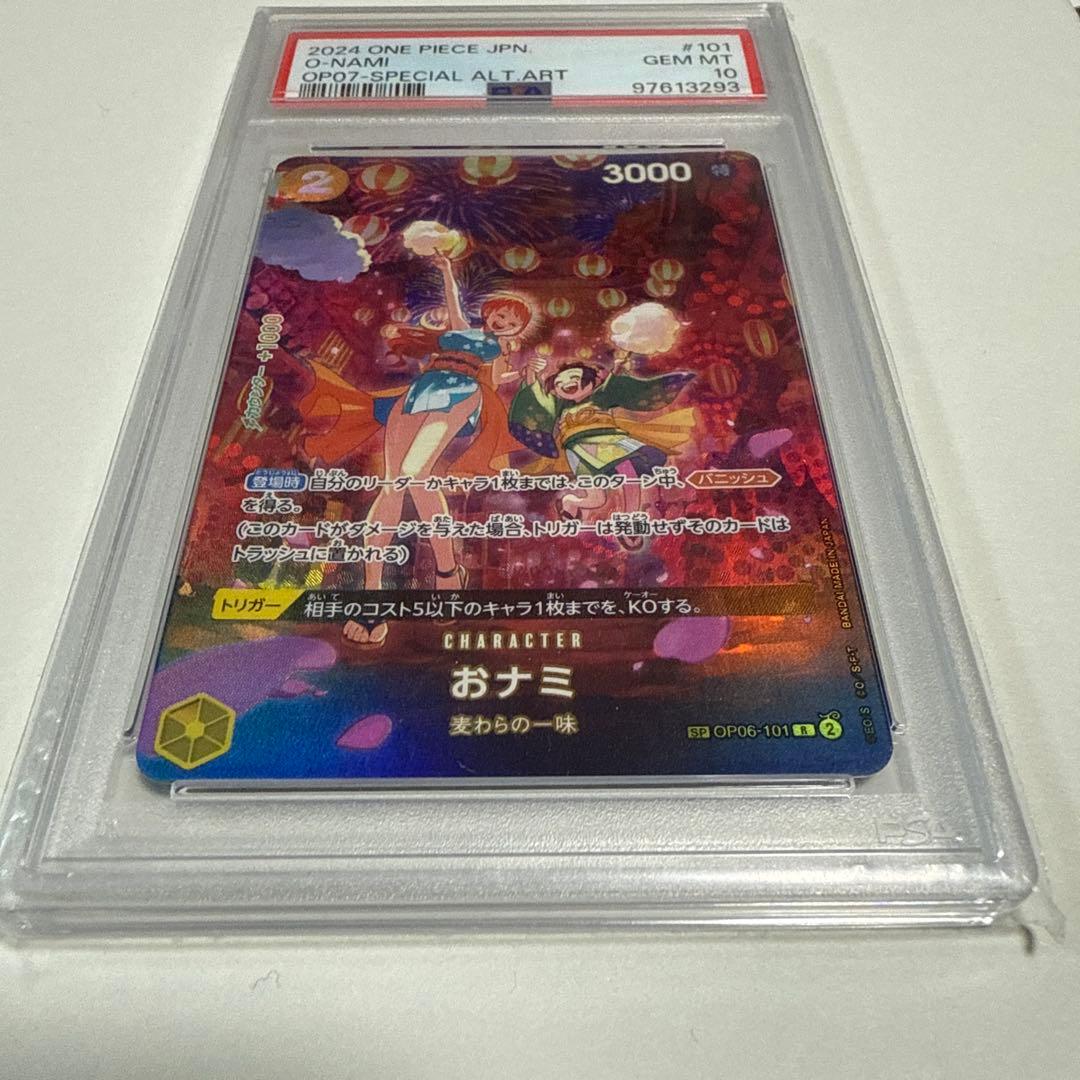 2024 ONE PIECE JPN.
#101
O-NAMI
GEM MT
OP07-SPECIAL ALT.ART
10
97613293
PSA
2
3000
特
カウンター+1000
登場時 自分のリーダーかキャラ1枚までは、このターン中、バニッシュ
を得る。
(このカードがダメージを与えた場合、トリガーは発動せずそのカードは
トラッシュに置かれる)
トリガー 相手のコスト5以下のキャラ1枚までを、KOする。
CHARACTER
おナミ
麦わらの一味
SP OP06-101 R 2
BANDAI MADE IN JAPAN
PSA